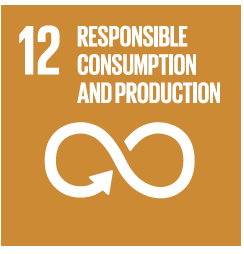 12 RESPONSIBLE
CONSUMPTION
AND PRODUCTION